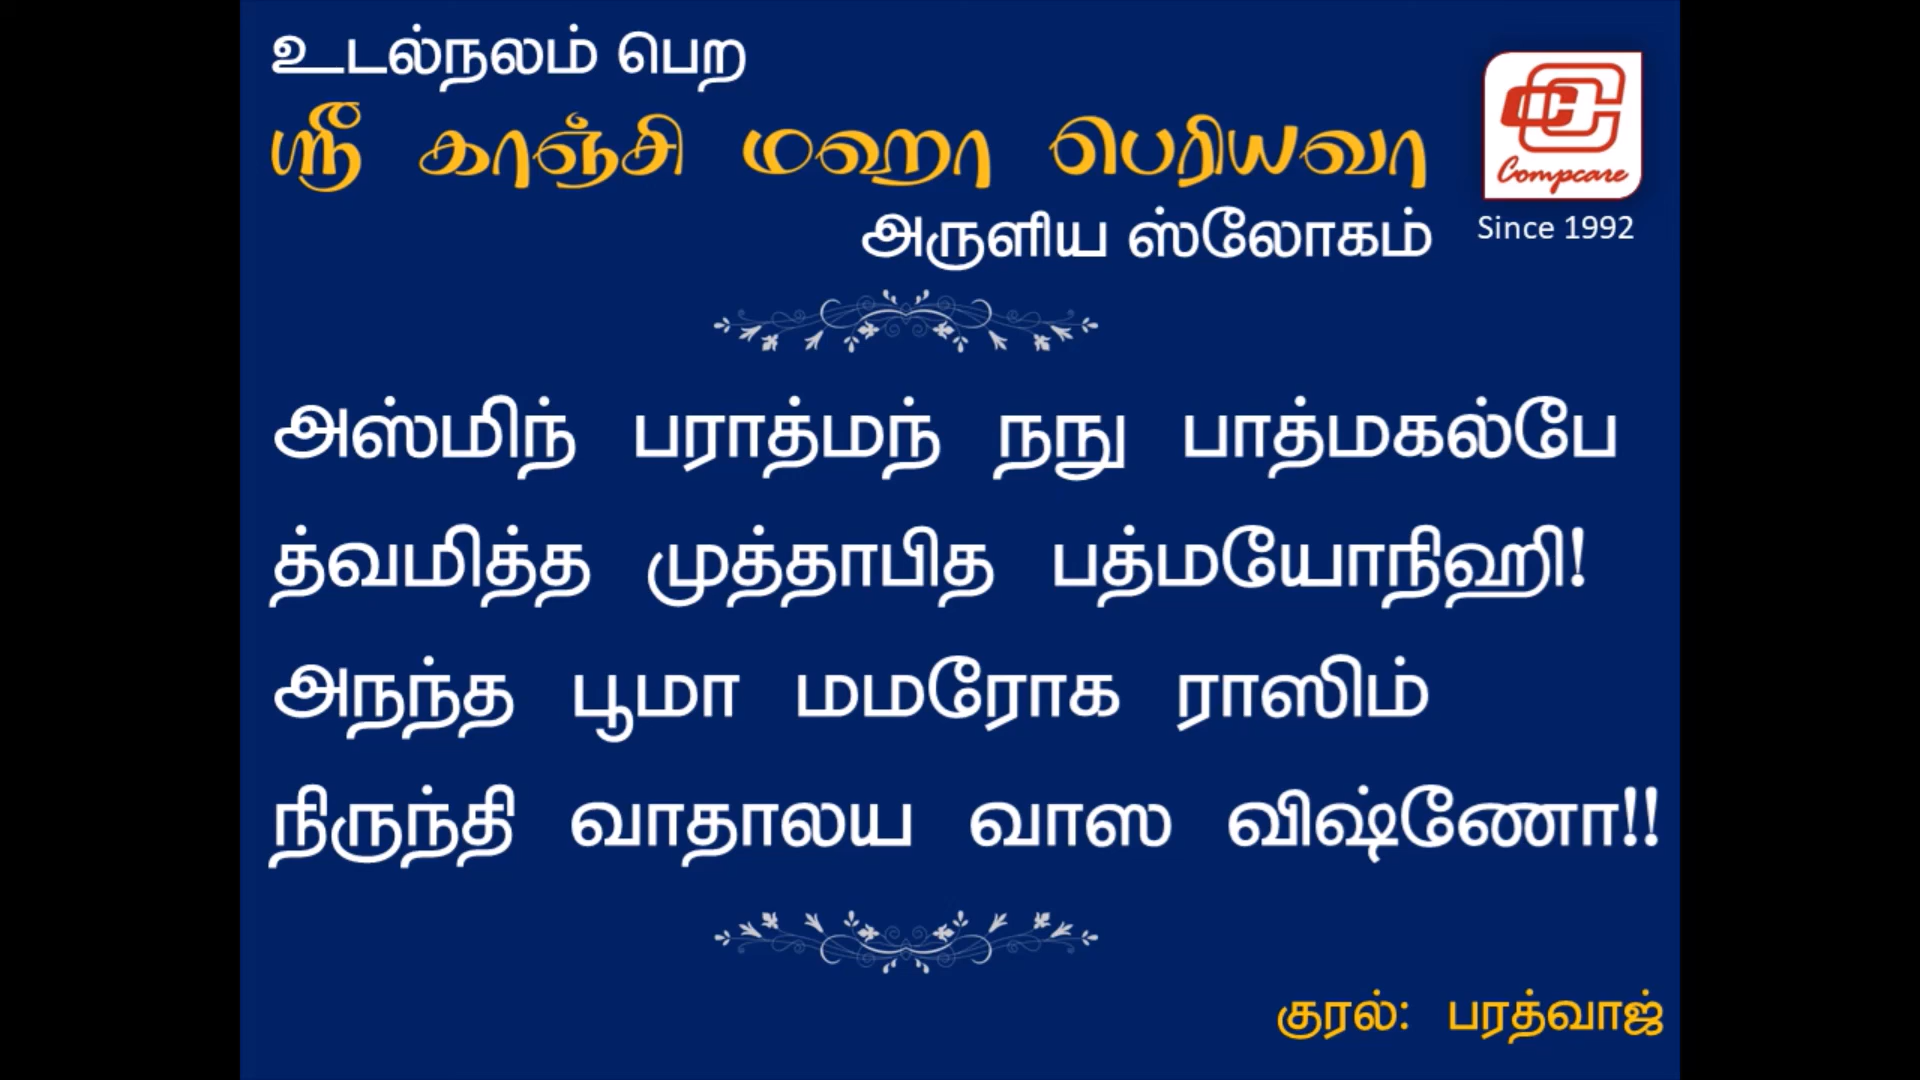 உடல்நலம் பெற
ஸ்ரீ காஞ்சி மஹா பெரியவா
அருளிய ஸ்லோகம்
Compcare
Since 1992
அஸ்மிந் பராத்மந் நநு பாத்மகல்பே
த்வமித்த முத்தாபித பத்மயோநிஹி!
அநந்த பூமா மமரோக ராஸிம்
நிருந்தி வாதாலய வாஸ விஷ்ணோ!!
குரல்: பரத்வாஜ்